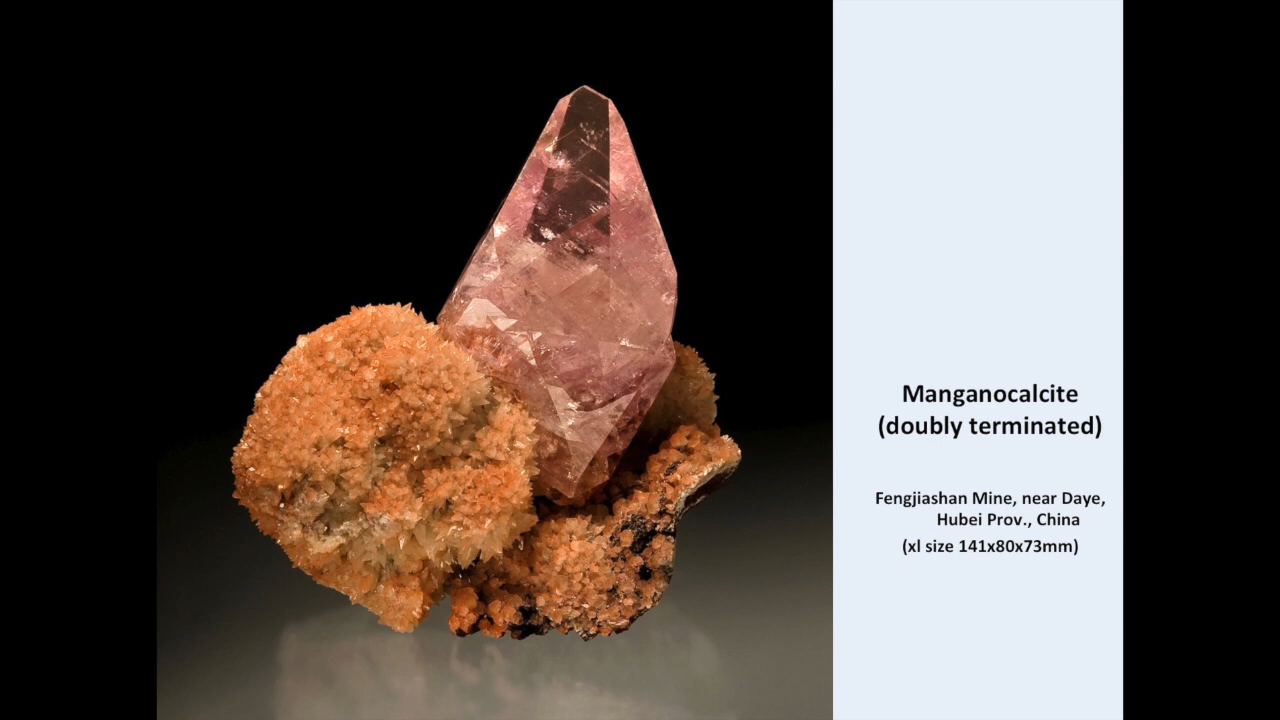 Manganocalcite
(doubly terminated)
Fengjiashan Mine, near Daye,
Hubei Prov., China
(xl size 141x80x73mm)